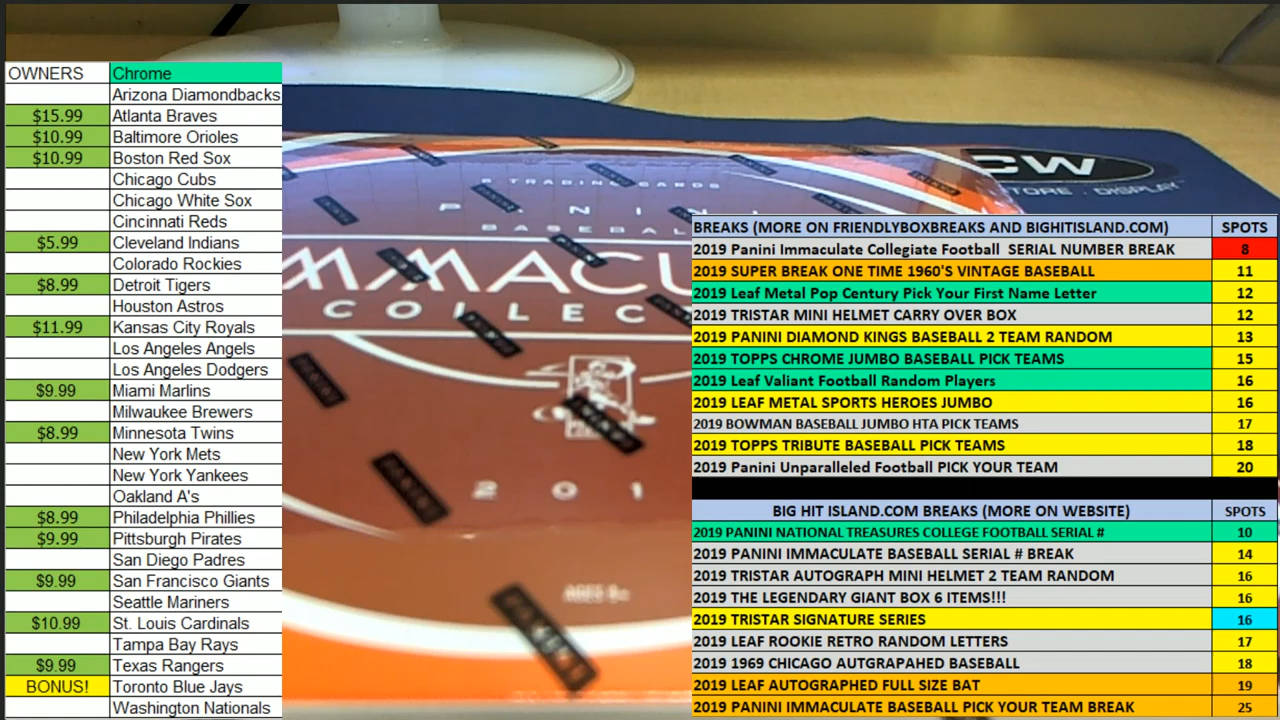 OWNERS Chrome
Arizona Diamondbacks
$15.99 Atlanta Braves
$10.99 Baltimore Orioles
$10.99 Boston Red Sox
Chicago Cubs
Chicago White Sox
Cincinnati Reds
$5.99 Cleveland Indians
Colorado Rockies
$8.99 Detroit Tigers
Houston Astros
$11.99 Kansas City Royals
Los Angeles Angels
Los Angeles Dodgers
$9.99 Miami Marlins
Milwaukee Brewers
$8.99 Minnesota Twins
New York Mets
New York Yankees
Oakland A's
$8.99 Philadelphia Phillies
$9.99 Pittsburgh Pirates
San Diego Padres
$9.99 San Francisco Giants
Seattle Mariners
$10.99 St. Louis Cardinals
Tampa Bay Rays
$9.99 Texas Rangers
BONUS! Toronto Blue Jays
Washington Nationals
CW
STORE DISPLAY
TRADING CARDS
PANINI
BASEBAL
IMMACU
COLLEC
201
BREAKS (MORE ON FRIENDLYBOXBREAKS AND BIGHITISLAND.COM) SPOTS
2019 Panini Immaculate Collegiate Football SERIAL NUMBER BREAK 8
2019 SUPER BREAK ONE TIME 1960'S VINTAGE BASEBALL 11
2019 Leaf Metal Pop Century Pick Your First Name Letter 12
2019 TRISTAR MINI HELMET CARRY OVER BOX 12
2019 PANINI DIAMOND KINGS BASEBALL 2 TEAM RANDOM 13
2019 TOPPS CHROME JUMBO BASEBALL PICK TEAMS 15
2019 Leaf Valiant Football Random Players 16
2019 LEAF METAL SPORTS HEROES JUMBO 16
2019 BOWMAN BASEBALL JUMBO HTA PICK TEAMS 17
2019 TOPPS TRIBUTE BASEBALL PICK TEAMS 18
2019 Panini Unparalleled Football PICK YOUR TEAM 20
BIG HIT ISLAND.COM BREAKS (MORE ON WEBSITE) SPOTS
2019 PANINI NATIONAL TREASURES COLLEGE FOOTBALL SERIAL # 10
2019 PANINI IMMACULATE BASEBALL SERIAL # BREAK 14
2019 TRISTAR AUTOGRAPH MINI HELMET 2 TEAM RANDOM 16
2019 THE LEGENDARY GIANT BOX 6 ITEMS!!! 16
2019 TRISTAR SIGNATURE SERIES 16
2019 LEAF ROOKIE RETRO RANDOM LETTERS 17
2019 1969 CHICAGO AUTGRAPAHED BASEBALL 18
2019 LEAF AUTOGRAPHED FULL SIZE BAT 19
2019 PANINI IMMACULATE BASEBALL PICK YOUR TEAM BREAK 25